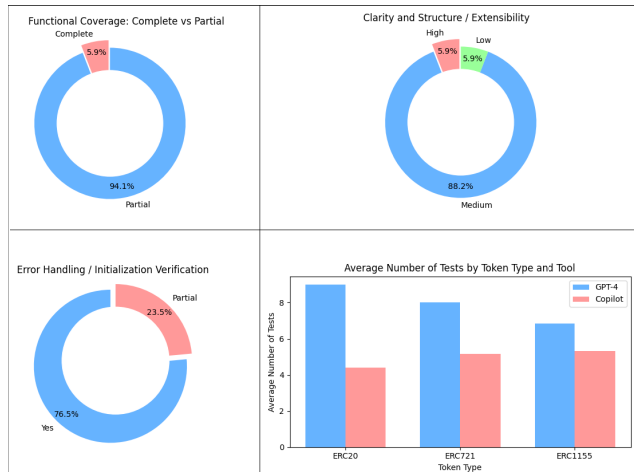 Functional Coverage: Complete vs Partial
Complete
5.9%
94.1%
Partial
Clarity and Structure / Extensibility
High
Low
5.9%
5.9%
88.2%
Medium
Error Handling / Initialization Verification
Partial
23.5%
76.5%
Yes
Average Number of Tests by Token Type and Tool
GPT-4
Copilot
Average Number of Tests
8
6
4
2
0
ERC20
ERC721
ERC1155
Token Type